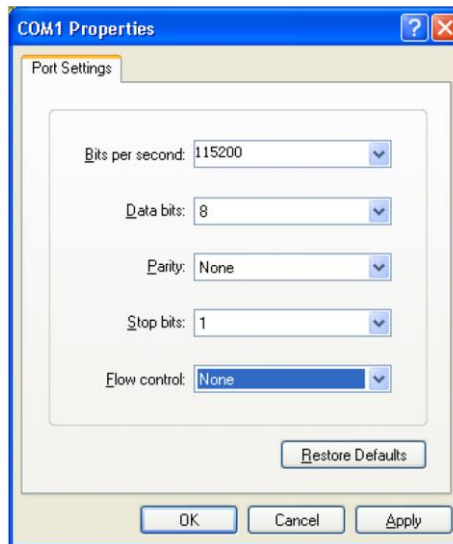 COM1 Properties
Port Settings
Bits per second: 115200
Data bits: 8
Parity: None
Stop bits: 1
Flow control: None
Restore Defaults
OK Cancel Apply